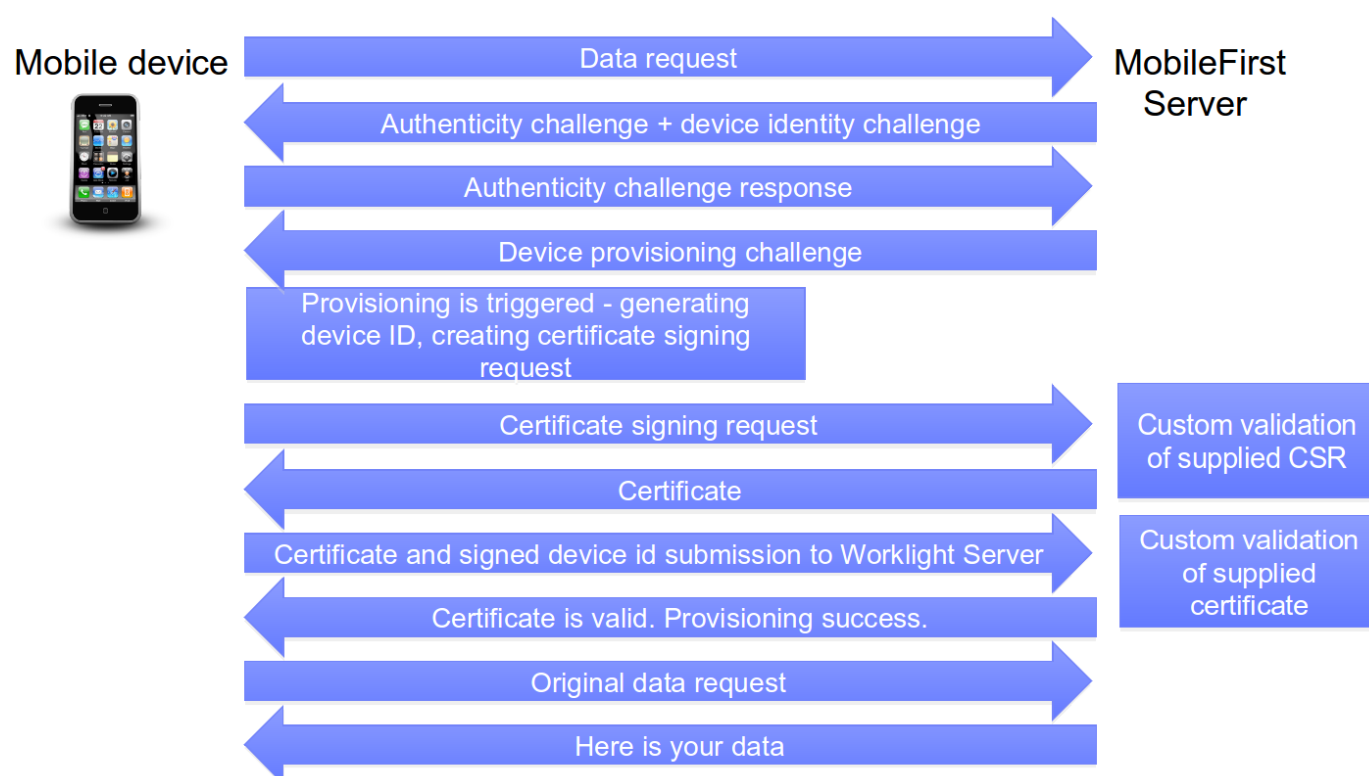 Data request
Mobile device
MobileFirst
Server
Authenticity challenge + device identity challenge
Authenticity challenge response
Device provisioning challenge
Provisioning is triggered - generating
device ID, creating certificate signing
request
Certificate signing request
Custom validation
of supplied CSR
Certificate
Certificate and signed device id submission to Worklight Server
Custom validation
of supplied
certificate
Certificate is valid. Provisioning success.
Original data request
Here is your data